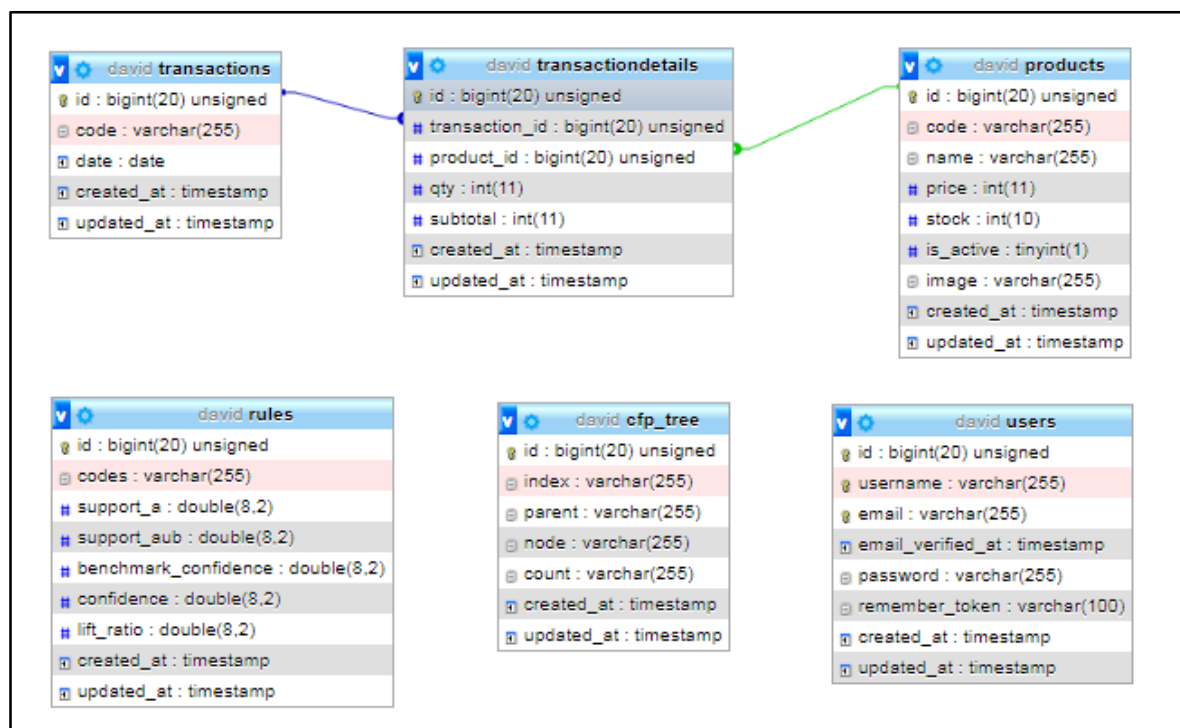 david transactions
id : bigint(20) unsigned
code : varchar(255)
date : date
created_at : timestamp
updated_at : timestamp
david transactiondetails
id : bigint(20) unsigned
transaction_id : bigint(20) unsigned
product_id : bigint(20) unsigned
qty : int(11)
subtotal : int(11)
created_at : timestamp
updated_at : timestamp
david products
id : bigint(20) unsigned
code : varchar(255)
name : varchar(255)
price : int(11)
stock : int(10)
is_active : tinyint(1)
image : varchar(255)
created_at : timestamp
updated_at : timestamp
david rules
id : bigint(20) unsigned
codes : varchar(255)
support_a : double(8,2)
support_aub : double(8,2)
benchmark_confidence : double(8,2)
confidence : double(8,2)
lift_ratio : double(8,2)
created_at : timestamp
updated_at : timestamp
david cfp_tree
id : bigint(20) unsigned
index : varchar(255)
parent : varchar(255)
node : varchar(255)
count : varchar(255)
created_at : timestamp
updated_at : timestamp
david users
id : bigint(20) unsigned
username : varchar(255)
email : varchar(255)
email_verified_at : timestamp
password : varchar(255)
remember_token : varchar(100)
created_at : timestamp
updated_at : timestamp